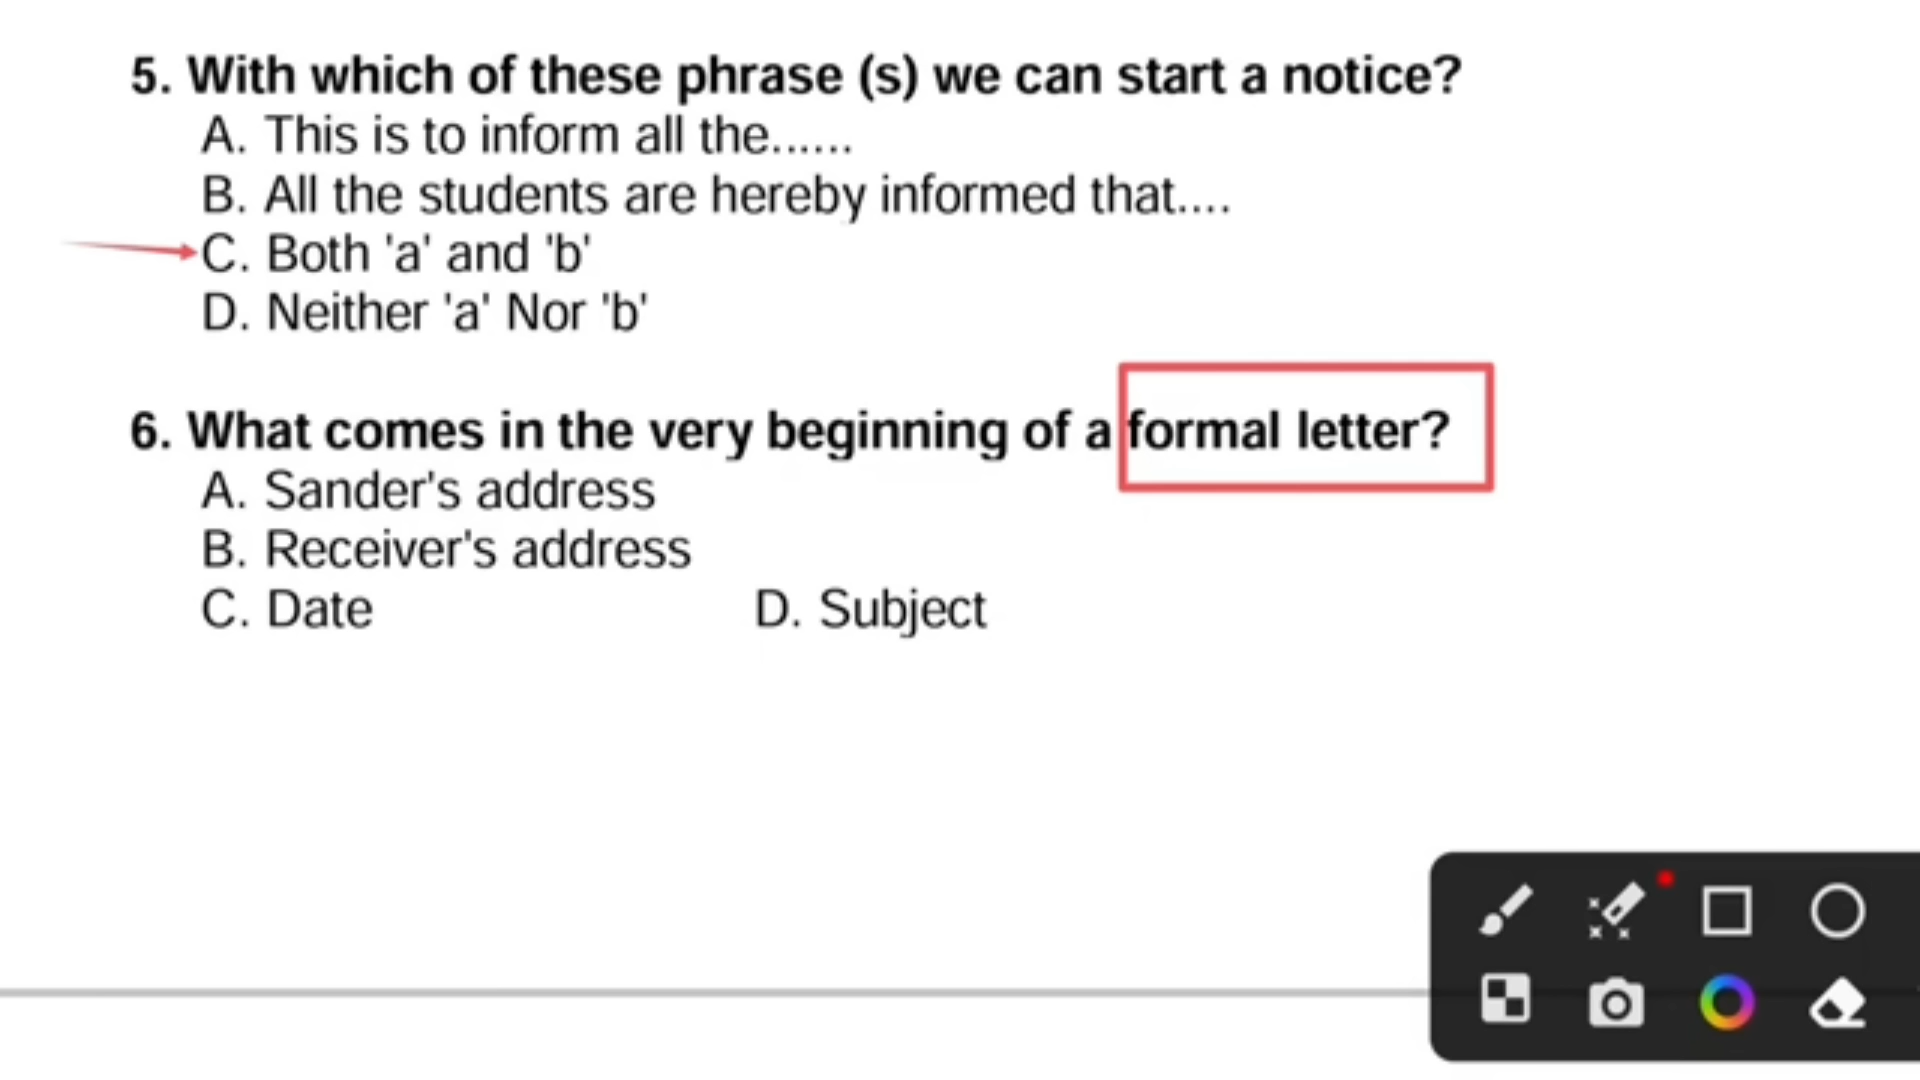 5. With which of these phrase (s) we can start a notice?
A. This is to inform all the......
B. All the students are hereby informed that....
C. Both 'a' and 'b'
D. Neither 'a' Nor 'b'
6. What comes in the very beginning of a formal letter?
A. Sander's address
B. Receiver's address
C. Date D. Subject